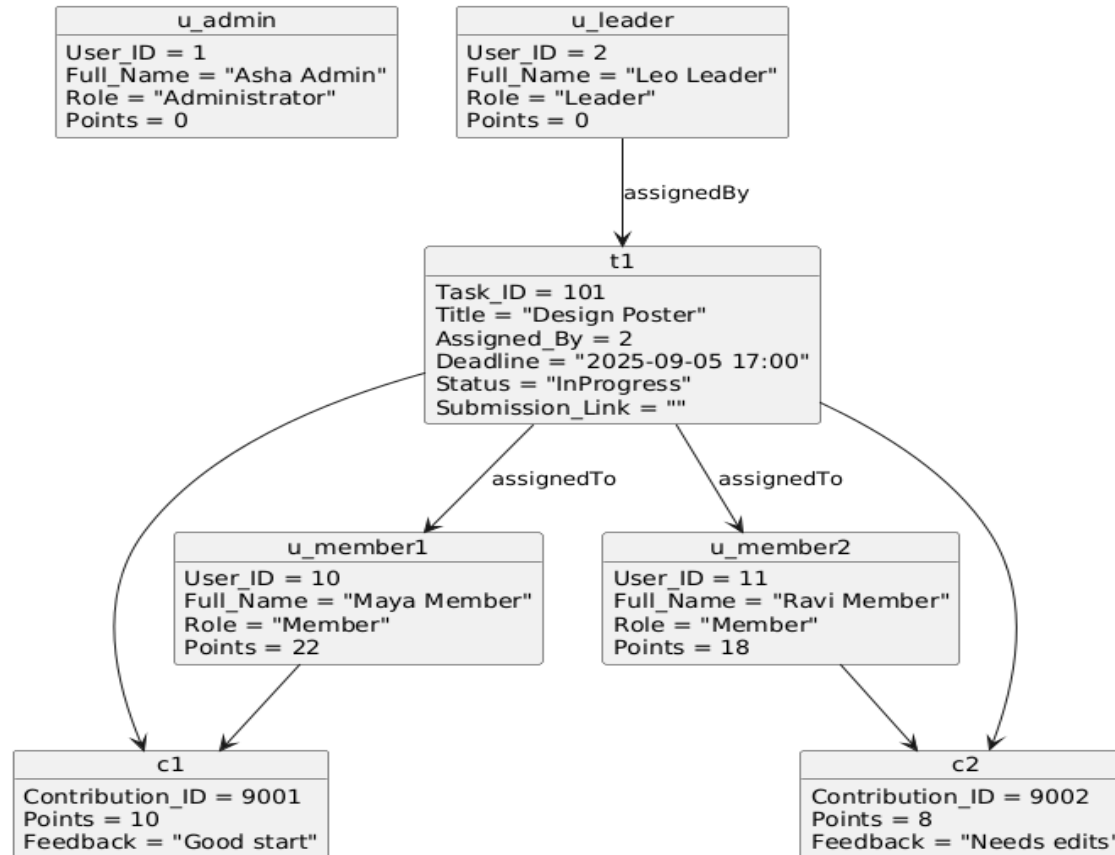 u_admin
User_ID = 1
Full_Name = "Asha Admin"
Role = "Administrator"
Points = 0
u_leader
User_ID = 2
Full_Name = "Leo Leader"
Role = "Leader"
Points = 0
assignedBy
t1
Task_ID = 101
Title = "Design Poster"
Assigned_By = 2
Deadline = "2025-09-05 17:00"
Status = "InProgress"
Submission_Link = ""
assignedTo
assignedTo
u_member1
User_ID = 10
Full_Name = "Maya Member"
Role = "Member"
Points = 22
u_member2
User_ID = 11
Full_Name = "Ravi Member"
Role = "Member"
Points = 18
c1
Contribution_ID = 9001
Points = 10
Feedback = "Good start"
c2
Contribution_ID = 9002
Points = 8
Feedback = "Needs edits"